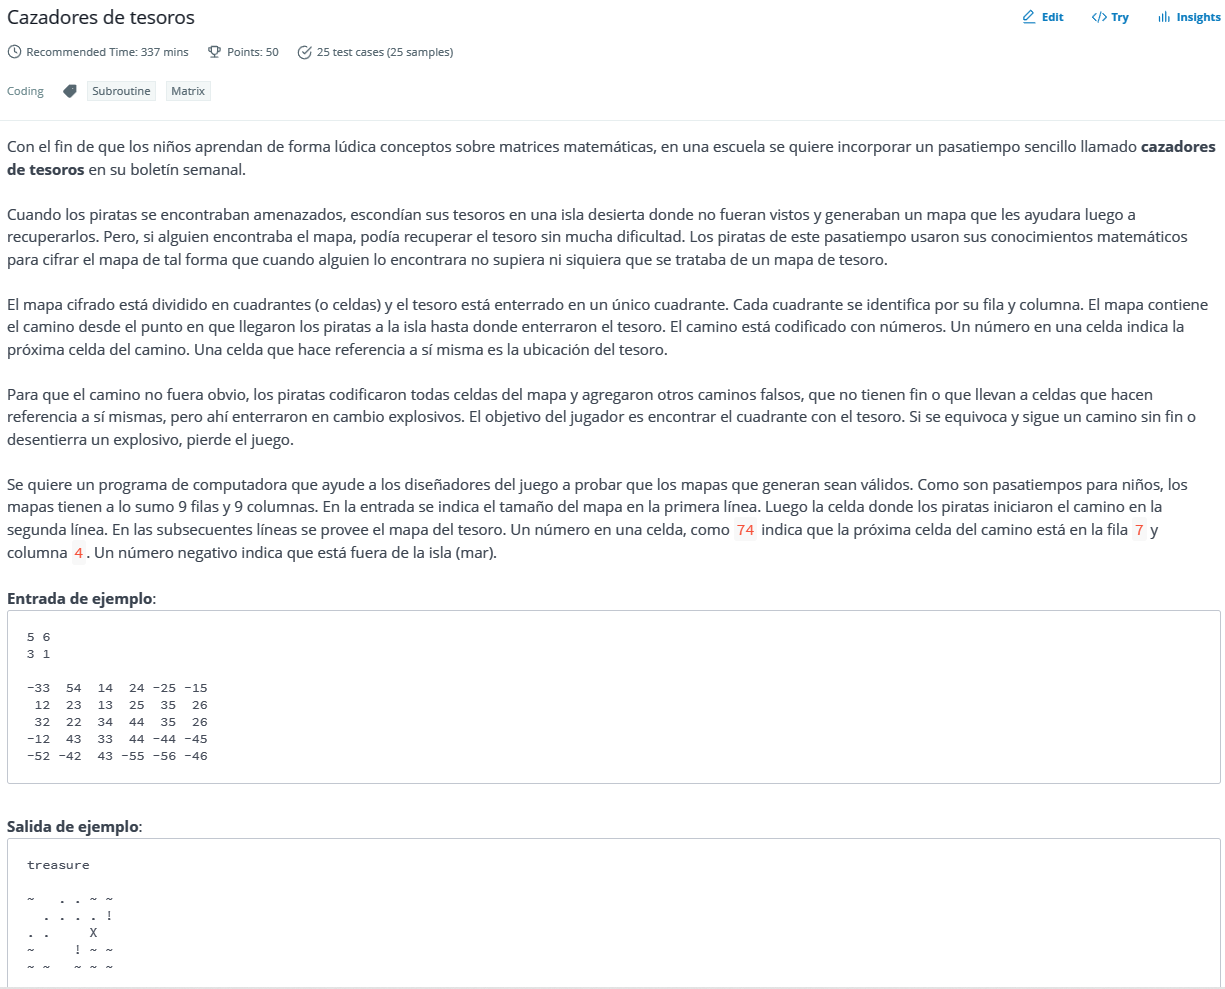 Cazadores de tesoros
Edit
</> Try
Insights
Recommended Time: 337 mins
Points: 50
25 test cases (25 samples)
Coding
Subroutine
Matrix
Con el fin de que los niños aprendan de forma lúdica conceptos sobre matrices matemáticas, en una escuela se quiere incorporar un pasatiempo sencillo llamado cazadores
de tesoros en su boletín semanal.
Cuando los piratas se encontraban amenazados, escondían sus tesoros en una isla desierta donde no fueran vistos y generaban un mapa que les ayudara luego a
recuperarlos. Pero, si alguien encontraba el mapa, podía recuperar el tesoro sin mucha dificultad. Los piratas de este pasatiempo usaron sus conocimientos matemáticos
para cifrar el mapa de tal forma que cuando alguien lo encontrara no supiera ni siquiera que se trataba de un mapa de tesoro.
El mapa cifrado está dividido en cuadrantes (o celdas) y el tesoro está enterrado en un único cuadrante. Cada cuadrante se identifica por su fila y columna. El mapa contiene
el camino desde el punto en que llegaron los piratas a la isla hasta donde enterraron el tesoro. El camino está codificado con números. Un número en una celda indica la
próxima celda del camino. Una celda que hace referencia a sí misma es la ubicación del tesoro.
Para que el camino no fuera obvio, los piratas codificaron todas celdas del mapa y agregaron otros caminos falsos, que no tienen fin o que llevan a celdas que hacen
referencia a sí mismas, pero ahí enterraron en cambio explosivos. El objetivo del jugador es encontrar el cuadrante con el tesoro. Si se equivoca y sigue un camino sin fin o
desentierra un explosivo, pierde el juego.
Se quiere un programa de computadora que ayude a los diseñadores del juego a probar que los mapas que generan sean válidos. Como son pasatiempos para niños, los
mapas tienen a lo sumo 9 filas y 9 columnas. En la entrada se indica el tamaño del mapa en la primera línea. Luego la celda donde los piratas iniciaron el camino en la
segunda línea. En las subsecuentes líneas se provee el mapa del tesoro. Un número en una celda, como 74 indica que la próxima celda del camino está en la fila 7 y
columna 4. Un número negativo indica que está fuera de la isla (mar).
Entrada de ejemplo:
5 6
3 1
-33  54  14  24 -25 -15
 12  23  13  25  35  26
 32  22  34  44  35  26
-12  43  33  44 -44 -45
-52 -42  43 -55 -56 -46
Salida de ejemplo:
treasure
~   . . ~ ~
  . . . . !
. .     X
~     ! ~ ~
~ ~   ~ ~ ~